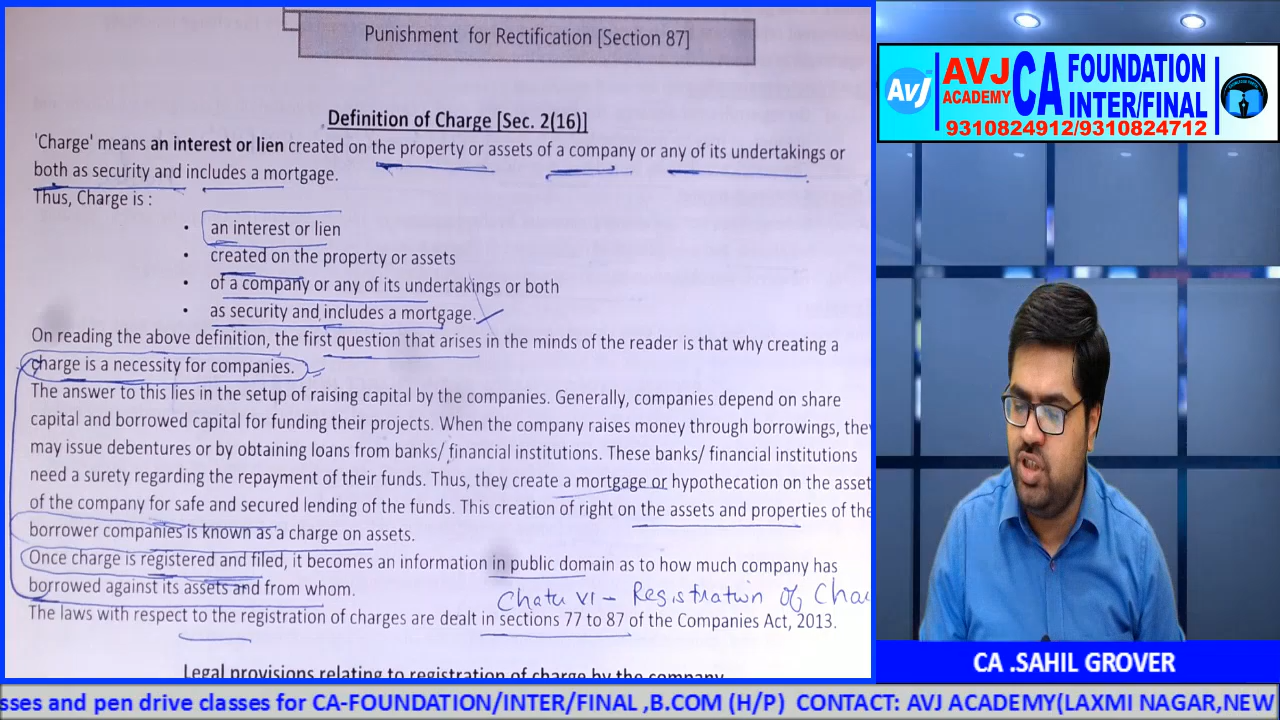 Punishment for Rectification [Section 87]
Definition of Charge [Sec. 2(16)]
'Charge' means an interest or lien created on the property or assets of a company or any of its undertakings or
both as security and includes a mortgage.
Thus, Charge is :
• an interest or lien
• created on the property or assets
• of a company or any of its undertakings or both
• as security and includes a mortgage.
On reading the above definition, the first question that arises in the minds of the reader is that why creating a
charge is a necessity for companies.
The answer to this lies in the setup of raising capital by the companies. Generally, companies depend on share
capital and borrowed capital for funding their projects. When the company raises money through borrowings, they
may issue debentures or by obtaining loans from banks/ financial institutions. These banks/ financial institutions
need a surety regarding the repayment of their funds. Thus, they create a mortgage or hypothecation on the asset
of the company for safe and secured lending of the funds. This creation of right on the assets and properties of the
borrower companies is known as a charge on assets.
Once charge is registered and filed, it becomes an information in public domain as to how much company has
borrowed against its assets and from whom.
VI - Registration of Cha
The laws with respect to the registration of charges are dealt in sections 77 to 87 of the Companies Act, 2013.
Legal provisions relating to registration of charge by the company
AVJ
AVJ
ACADEMY
CA
FOUNDATION
INTER/FINAL
9310824912/9310824712
CA .SAHIL GROVER
sses and pen drive classes for CA-FOUNDATION/INTER/FINAL ,B.COM (H/P) CONTACT: AVJ ACADEMY(LAXMI NAGAR,NEW